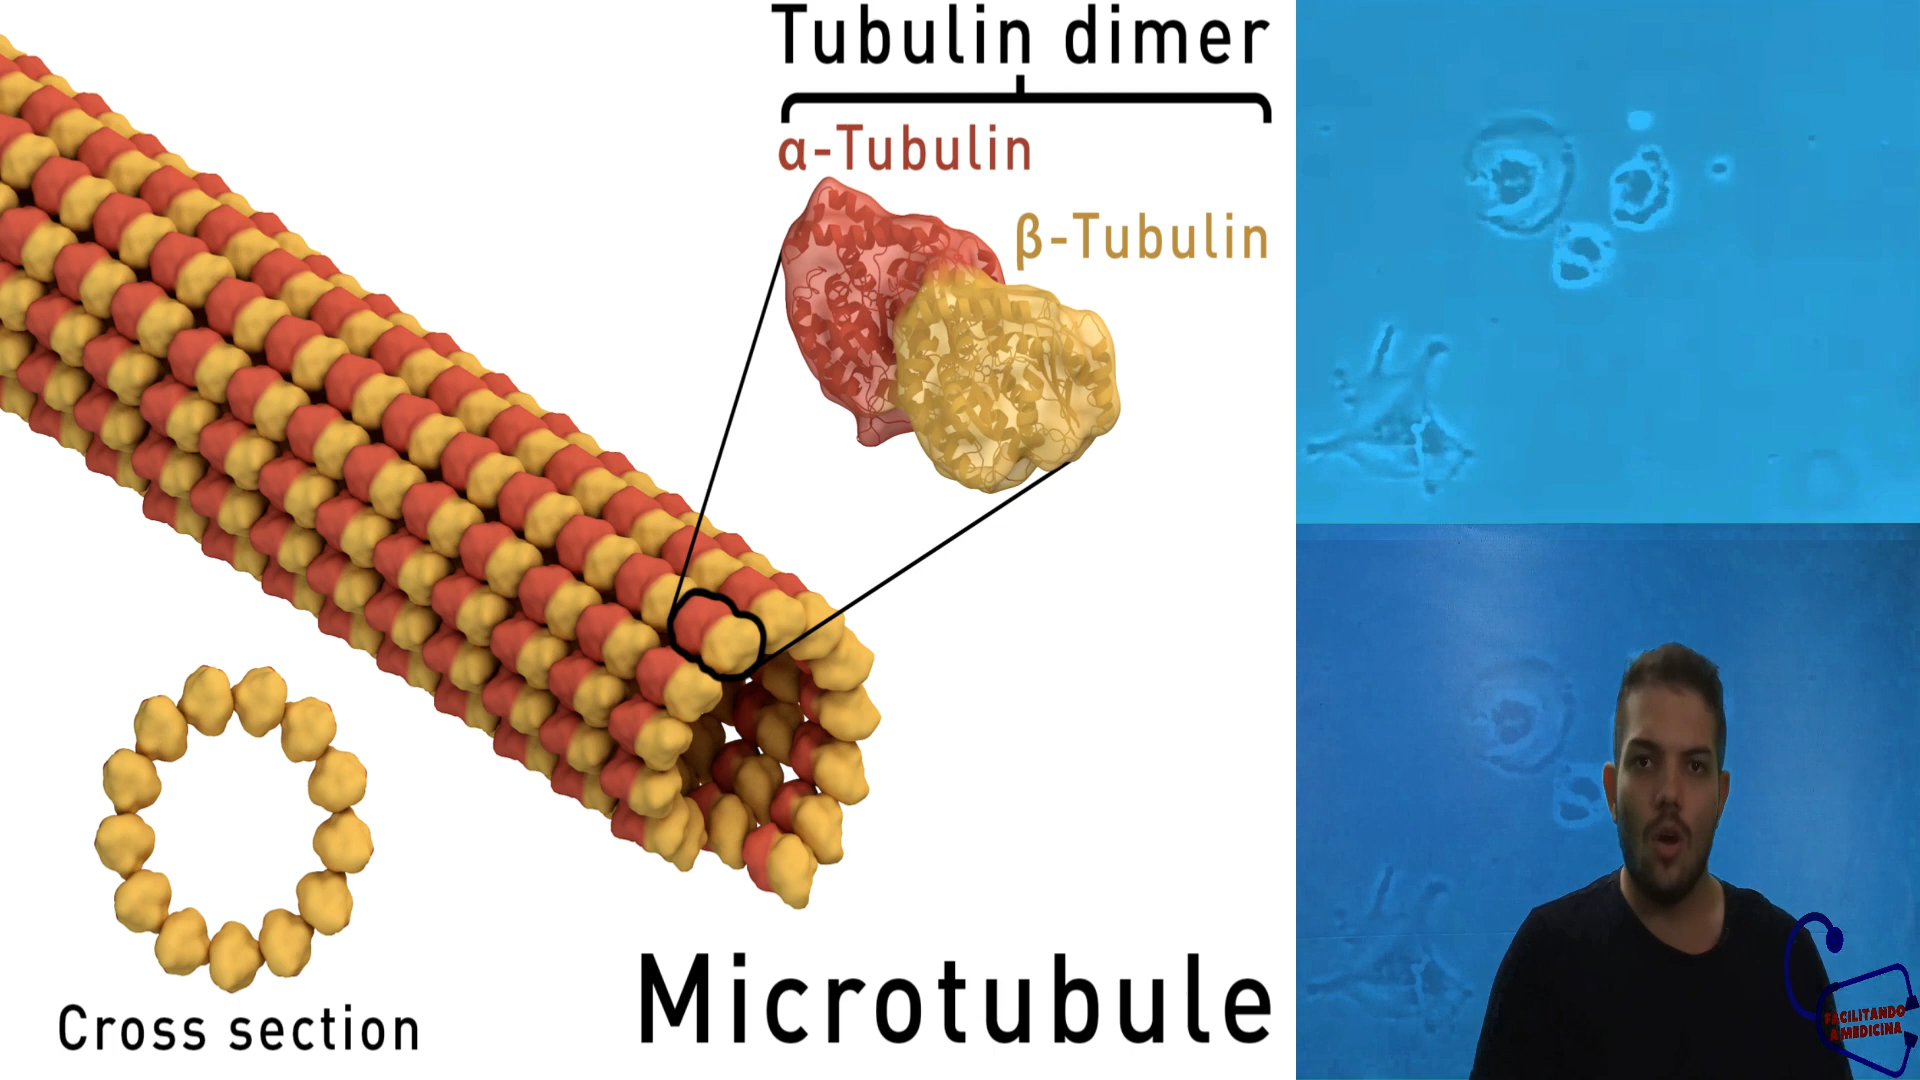 Tubulin dimer
α-Tubulin
β-Tubulin
Cross section
Microtubule
FACILITANDO
A MEDICINA